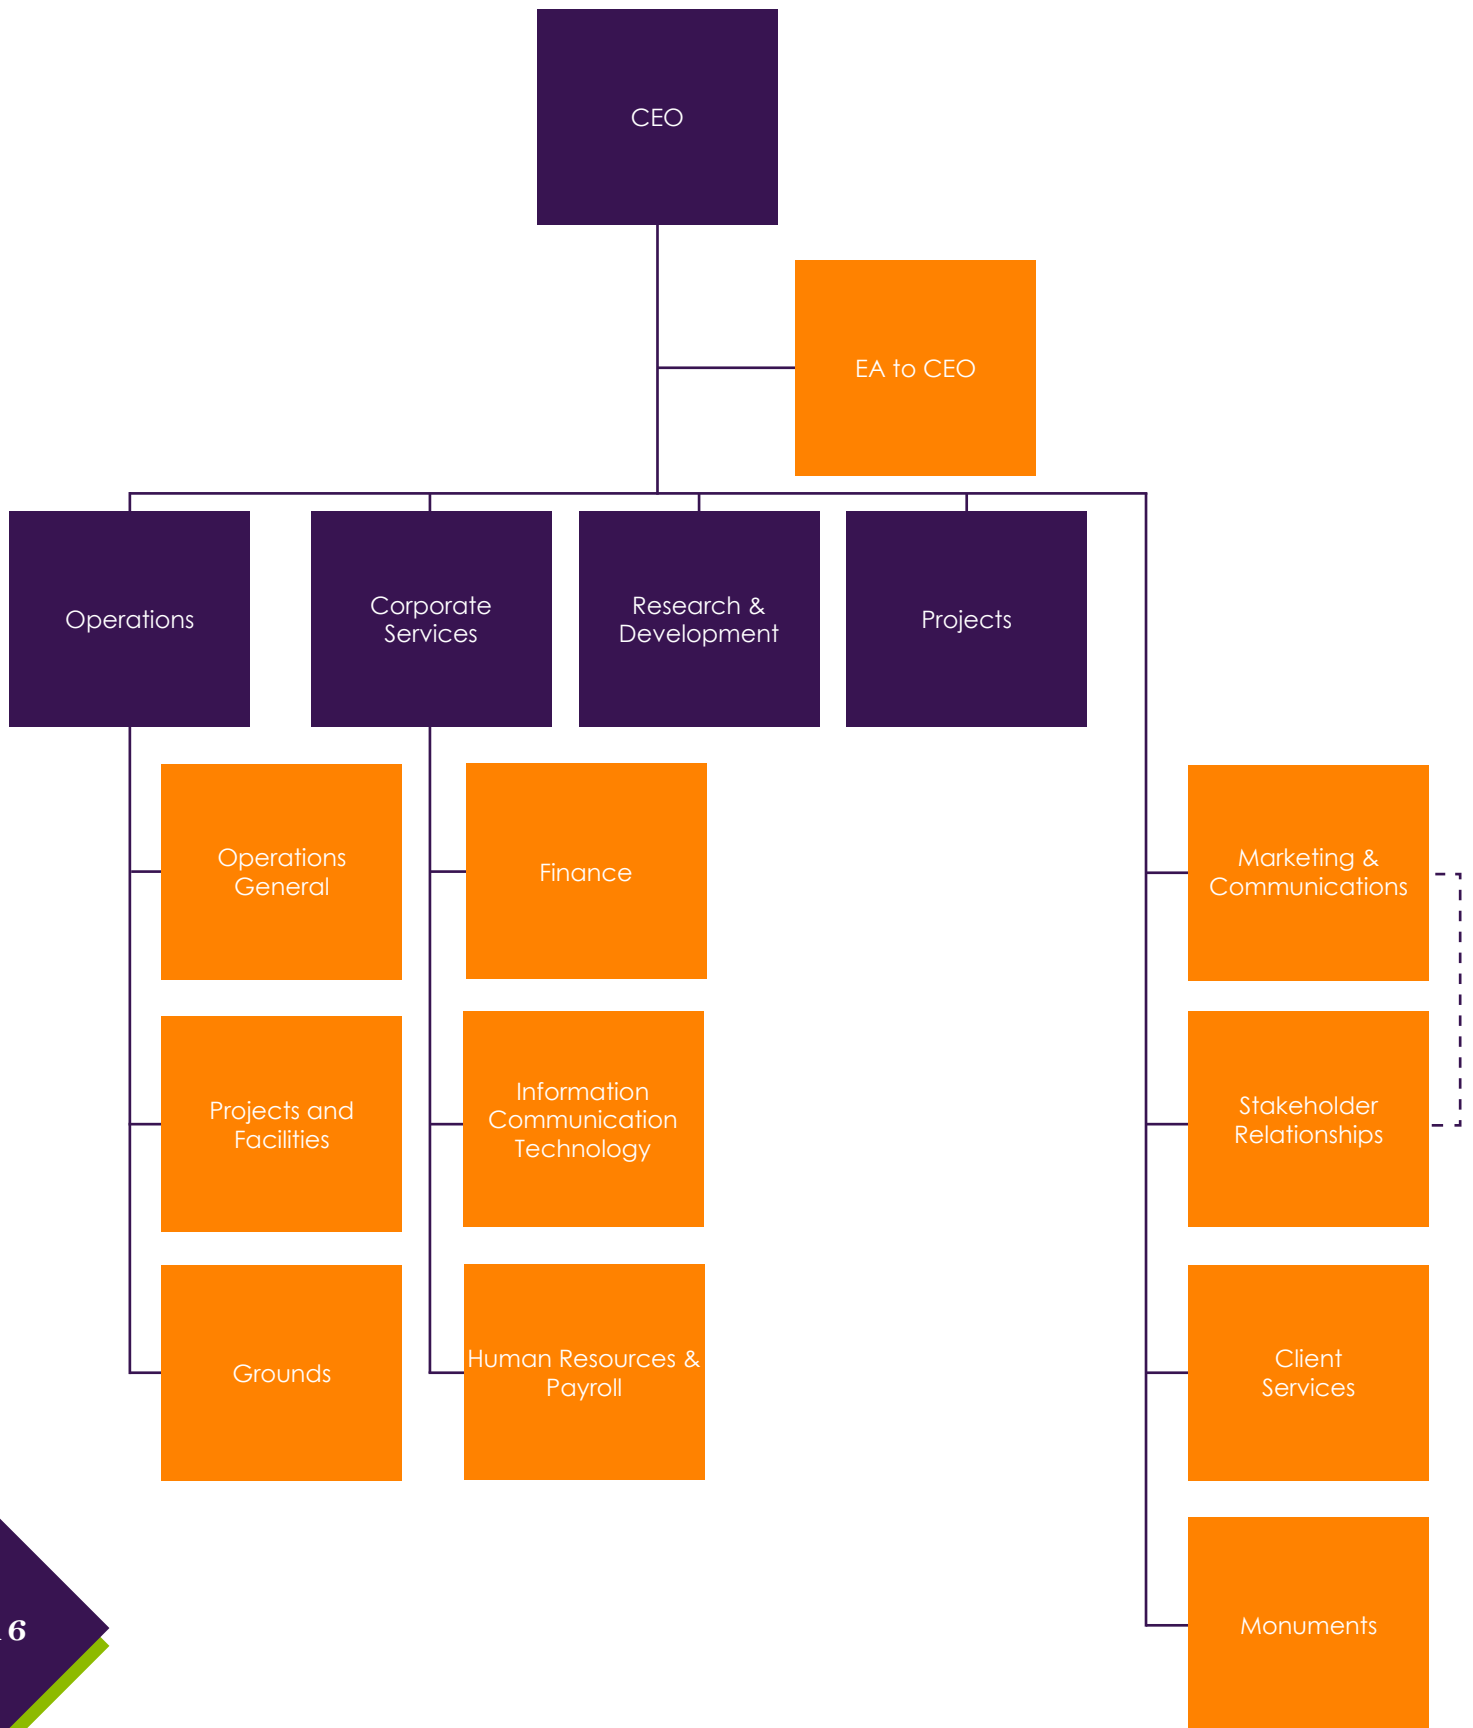 CEO
EA to CEO
Operations
Corporate
Services
Research &
Development
Projects
Operations
General
Finance
Marketing &
Communications
Projects and
Facilities
Information
Communication
Technology
Stakeholder
Relationships
Grounds
Human Resources &
Payroll
Client
Services
Monuments